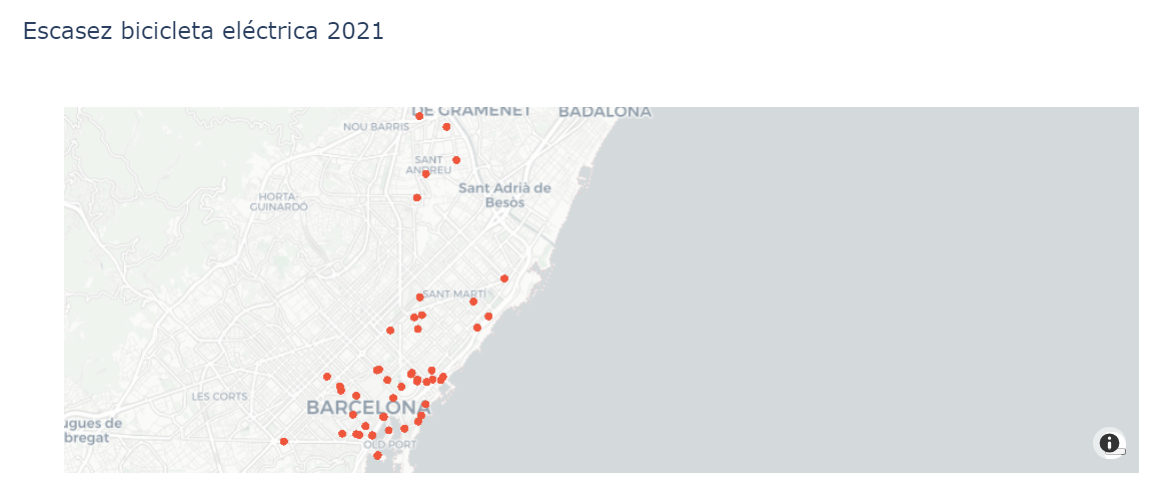 Escasez bicicleta eléctrica 2021
DE GRAMENET
BADALONA
NOU BARRIS
SANT
ANDREU
Sant Adrià de
Besòs
HORTA-
GUINARDÓ
SANT MARTÍ
LES CORTS
BARCELONA
ugues de
bregat
OLD PORT